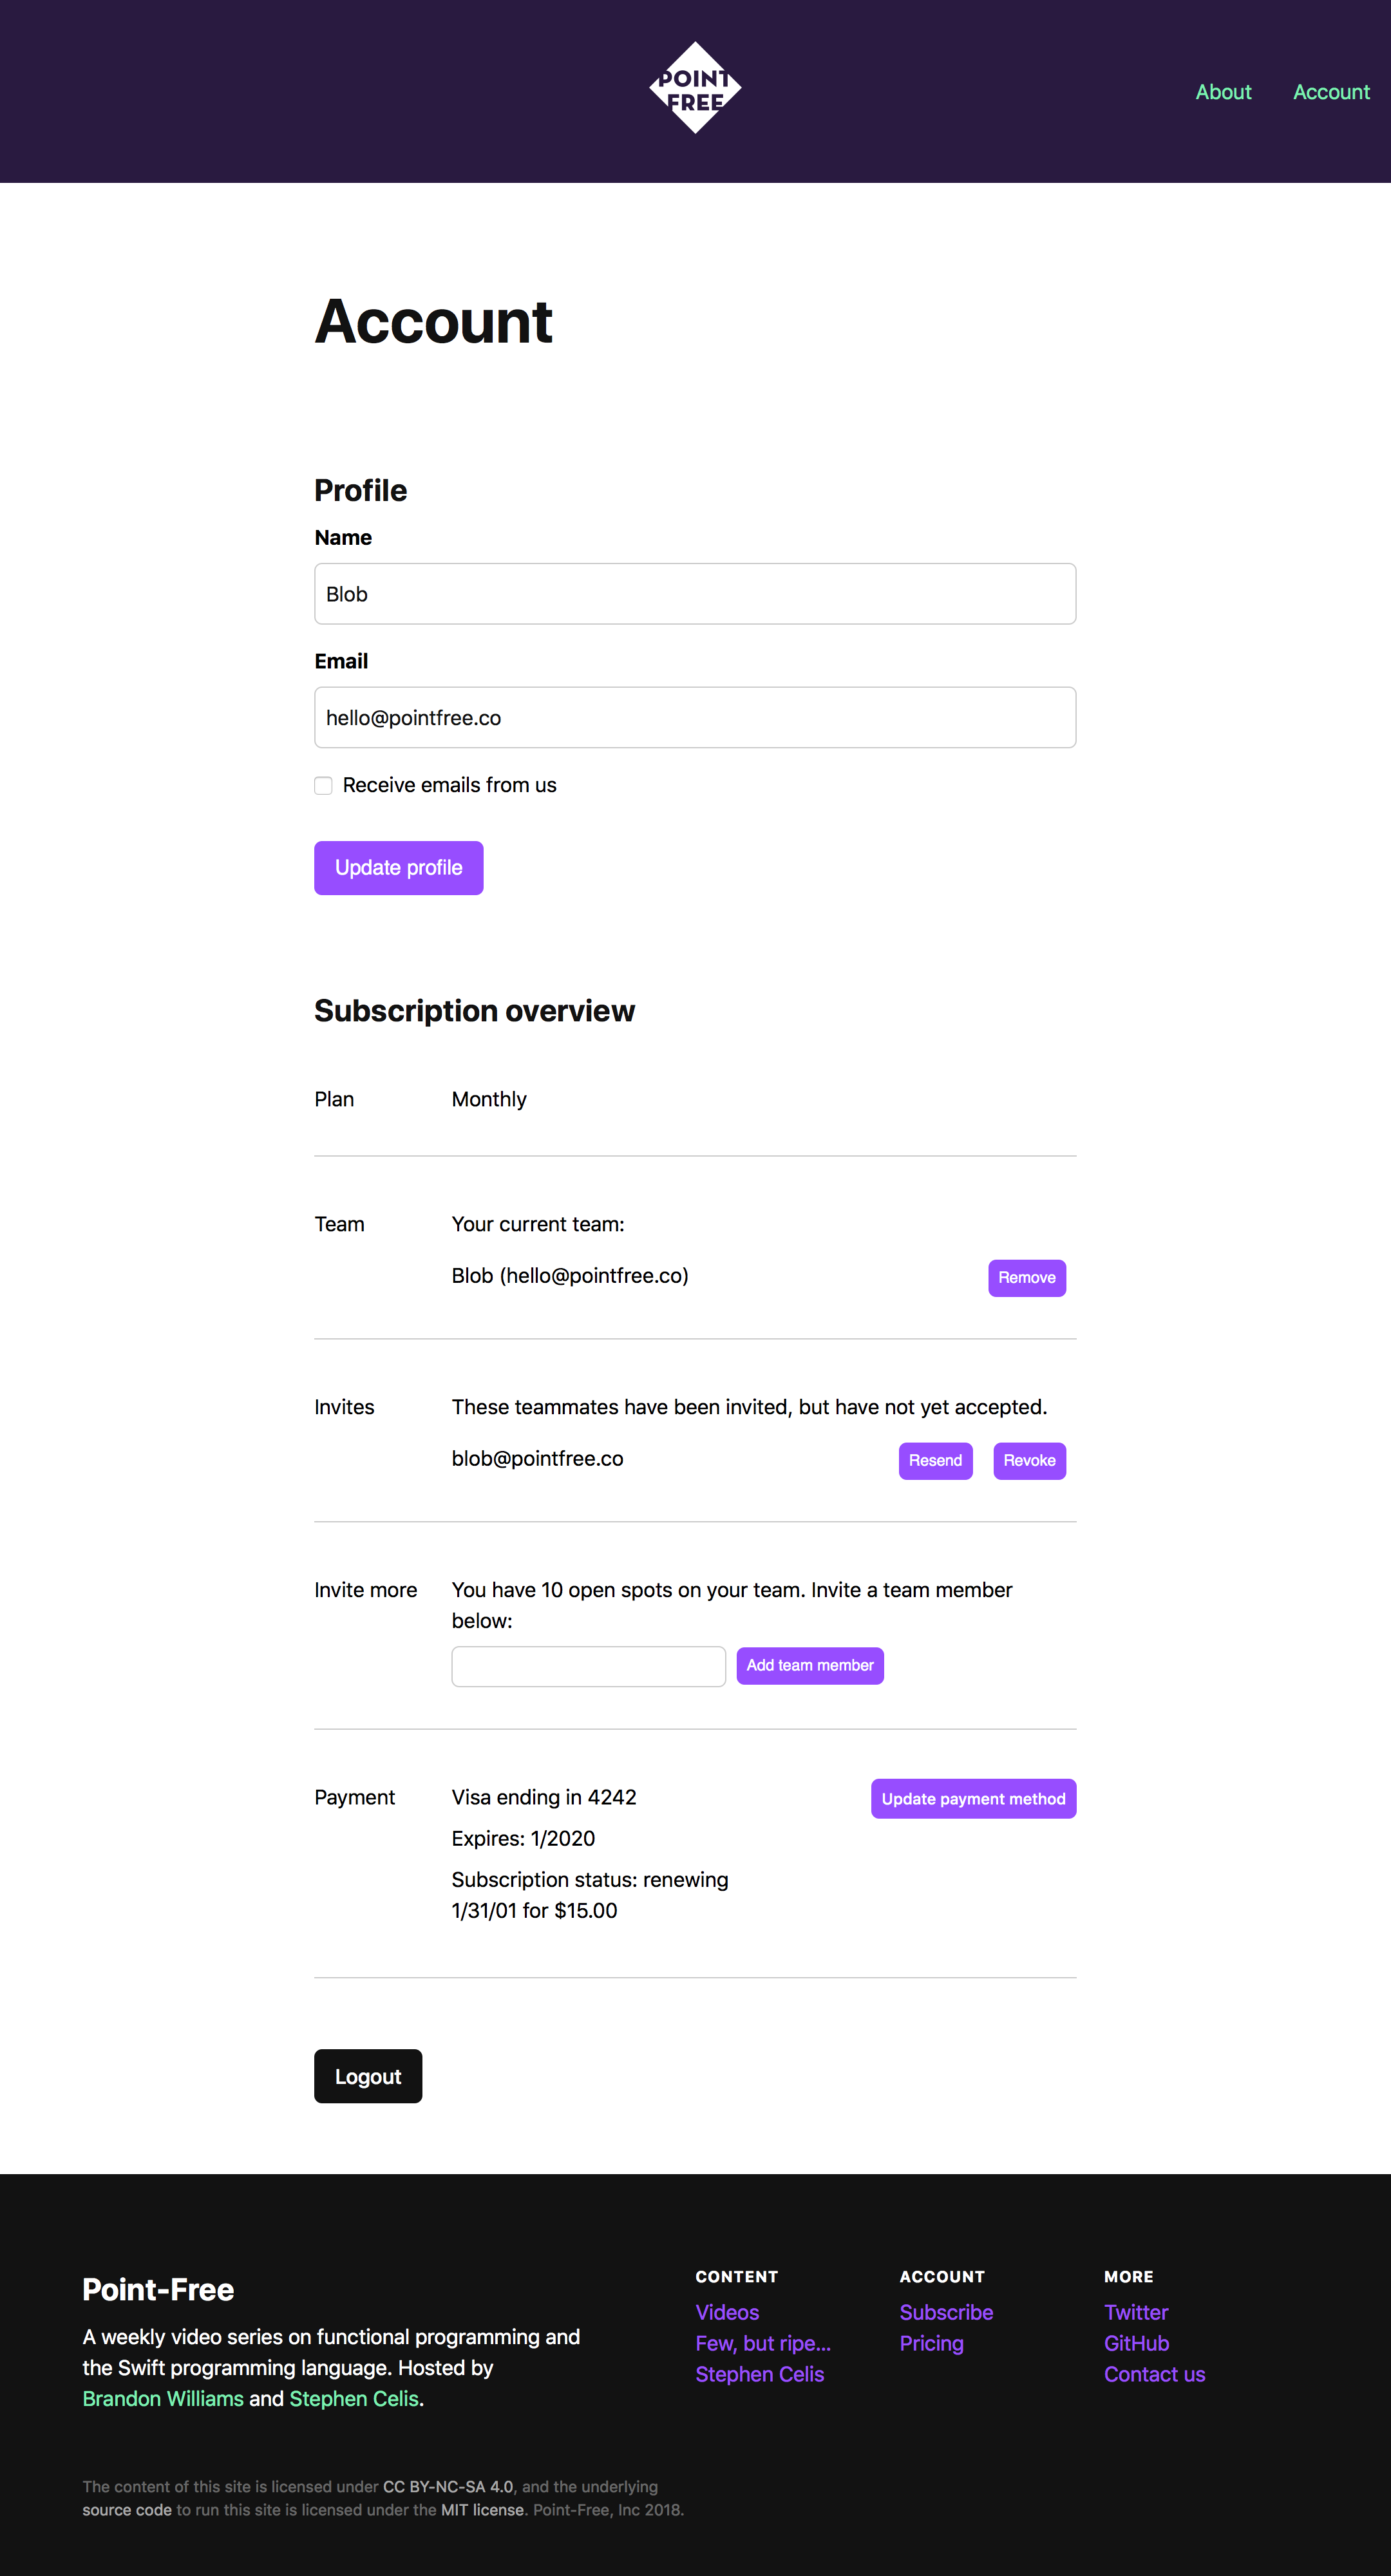 POINT
FREE
About Account
Account
Profile
Name
Blob
Email
hello@pointfree.co
Receive emails from us
Update profile
Subscription overview
Plan Monthly
Team Your current team:
Blob (hello@pointfree.co) Remove
Invites These teammates have been invited, but have not yet accepted.
blob@pointfree.co Resend Revoke
Invite more You have 10 open spots on your team. Invite a team member
below:
Add team member
Payment Visa ending in 4242 Update payment method
Expires: 1/2020
Subscription status: renewing
1/31/01 for $15.00
Logout
Point-Free
A weekly video series on functional programming and
the Swift programming language. Hosted by
Brandon Williams and Stephen Celis.
CONTENT
Videos
Few, but ripe...
Stephen Celis
ACCOUNT
Subscribe
Pricing
MORE
Twitter
GitHub
Contact us
The content of this site is licensed under CC BY-NC-SA 4.0, and the underlying
source code to run this site is licensed under the MIT license. Point-Free, Inc 2018.